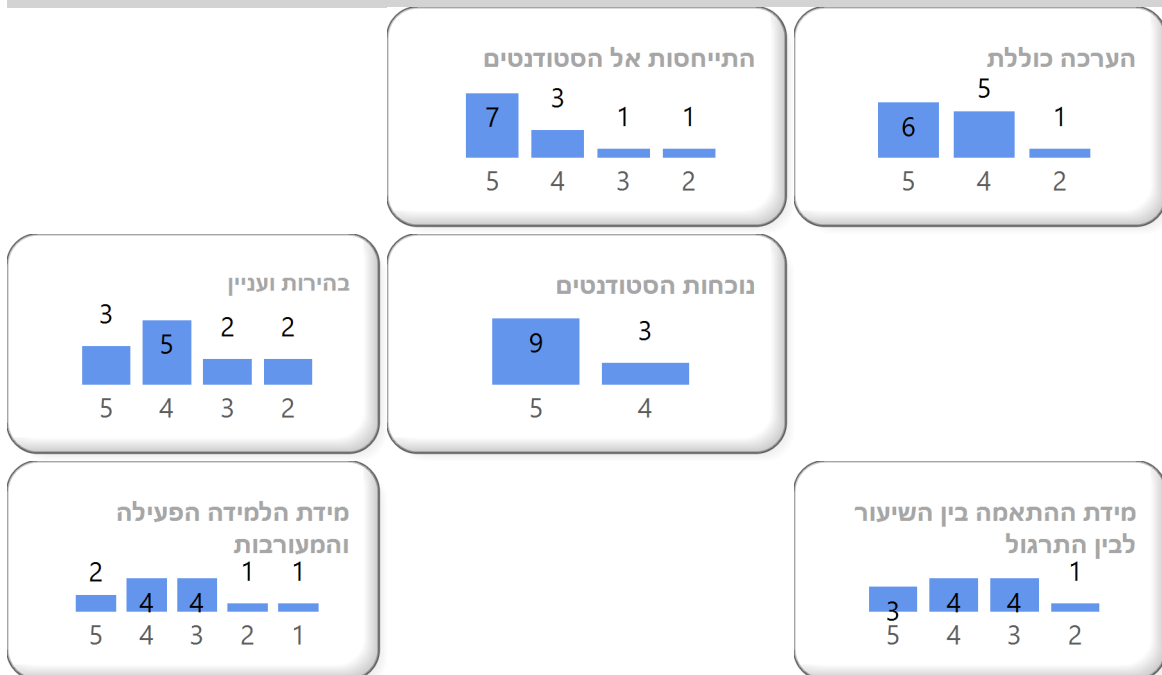 הערכה כוללת
5
6
1
5 4 2
התייחסות אל הסטודנטים
7 3 1 1
5 4 3 2
נוכחות הסטודנטים
9 3
5 4
בהירות ועניין
3 5 2 2
5 4 3 2
מידת ההתאמה בין השיעור
לבין התרגול
3 4 4 1
5 4 3 2
מידת הלמידה הפעילה
והמעורבות
2 4 4 1 1
5 4 3 2 1